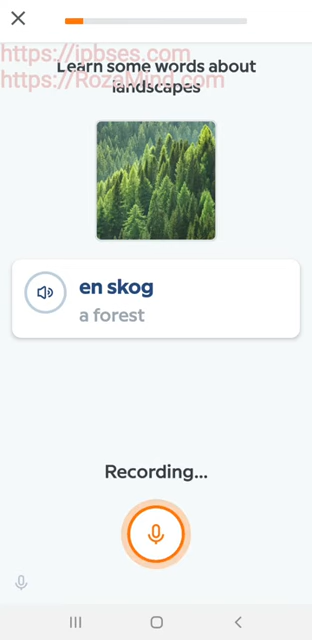 https://ipbses.com
https://RozaMind.com
Learn some words about
landscapes
en skog
a forest
Recording...